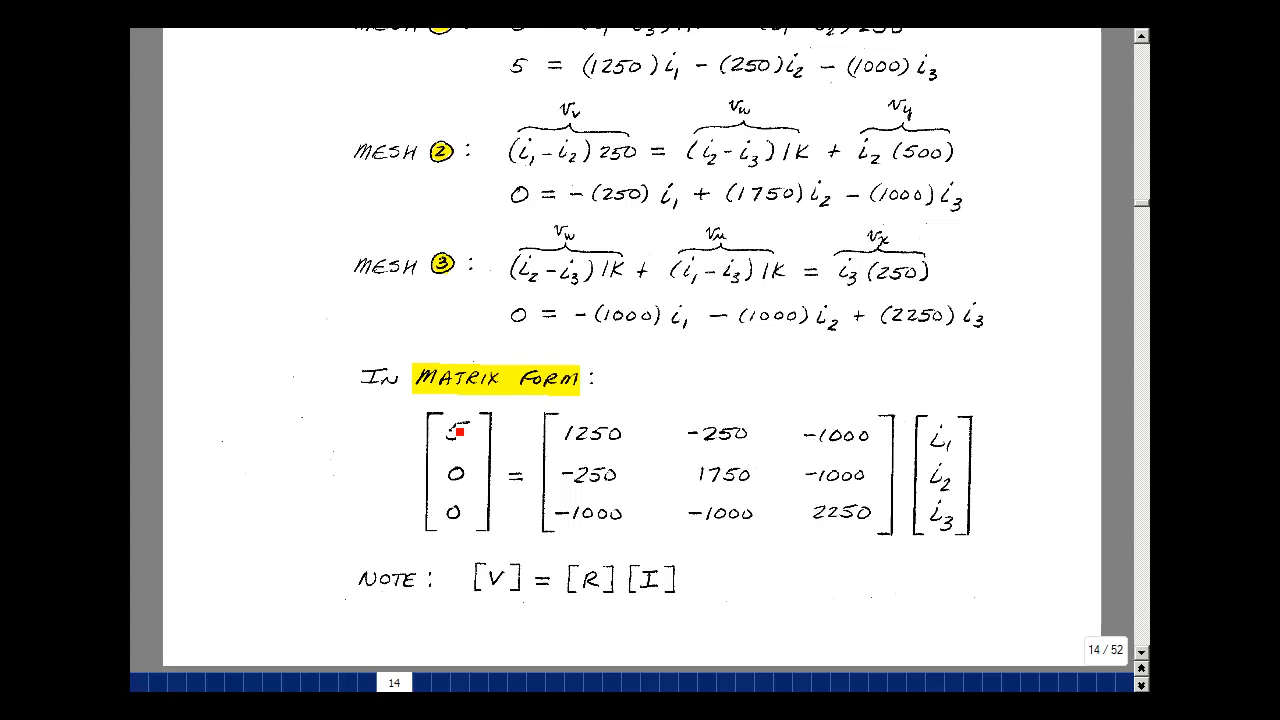 5 = (1250)i₁ - (250)i₂ - (1000)i₃
Vv Vw Vy
MESH 2 : (i₁ - i₂) 250 = (i₂ - i₃) 1K + i₂ (500)
0 = -(250) i₁ + (1750) i₂ - (1000) i₃
Vw Vu Vx
MESH 3 : (i₂ - i₃) 1K + (i₁ - i₃) 1K = i₃ (250)
0 = -(1000) i₁ - (1000) i₂ + (2250) i₃
IN MATRIX FORM :
5 1250 -250 -1000 i₁
0 = -250 1750 -1000 i₂
0 -1000 -1000 2250 i₃
NOTE : [V] = [R] [I]
14 / 52
14